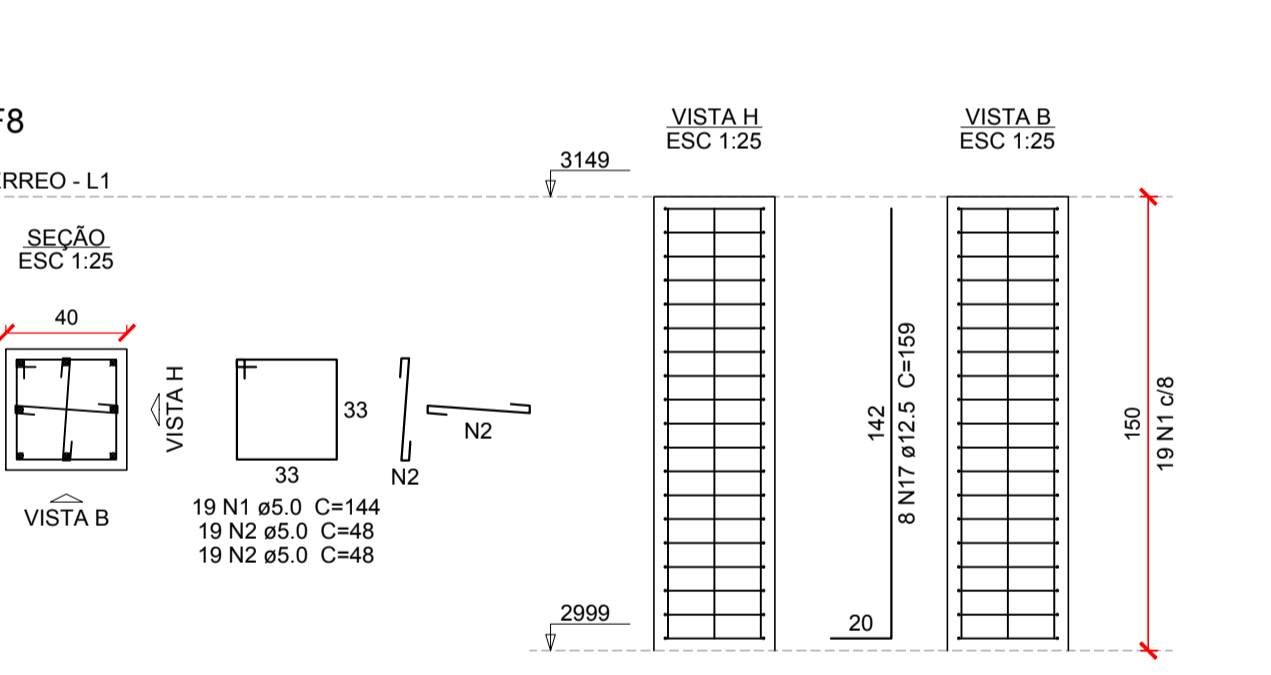 F8
RREO - L1
SEÇÃO
ESC 1:25
40
VISTA H
VISTA B
33
33
N2
N2
19 N1 ø5.0 C=144
19 N2 ø5.0 C=48
19 N2 ø5.0 C=48
3149
2999
VISTA H
ESC 1:25
142
8 N17 ø12.5 C=159
20
VISTA B
ESC 1:25
150
19 N1 c/8